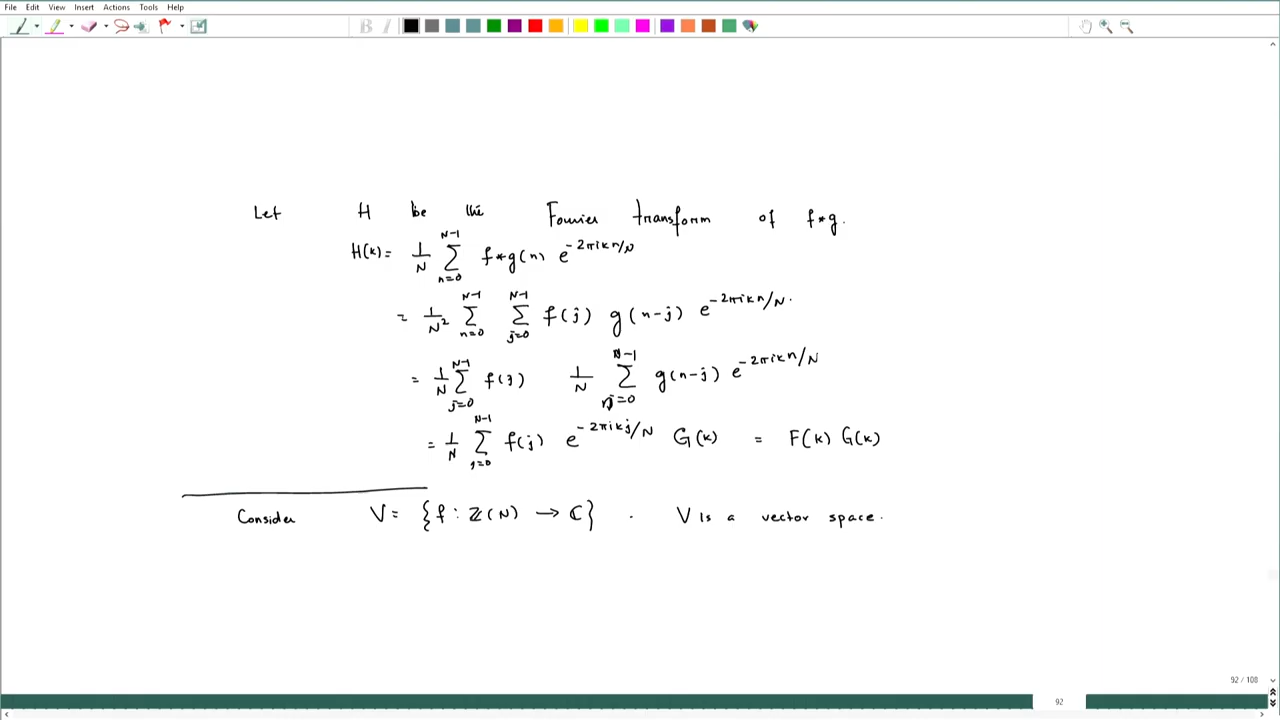 File Edit View Insert Actions Tools Help
B I
Let H be the Fourier transform of f*g.
H(k)= 1/N ∑_{n=0}^{N-1} f*g(n) e^{-2πikn/N}
= 1/N² ∑_{n=0}^{N-1} ∑_{j=0}^{N-1} f(j) g(n-j) e^{-2πikn/N}.
= 1/N ∑_{j=0}^{N-1} f(j) 1/N ∑_{n=0}^{N-1} g(n-j) e^{-2πikn/N}
= 1/N ∑_{j=0}^{N-1} f(j) e^{-2πikj/N} G(k) = F(k) G(k)
Consider V= {f : ℤ(N) → ℂ} . V is a vector space.
92 / 108
92